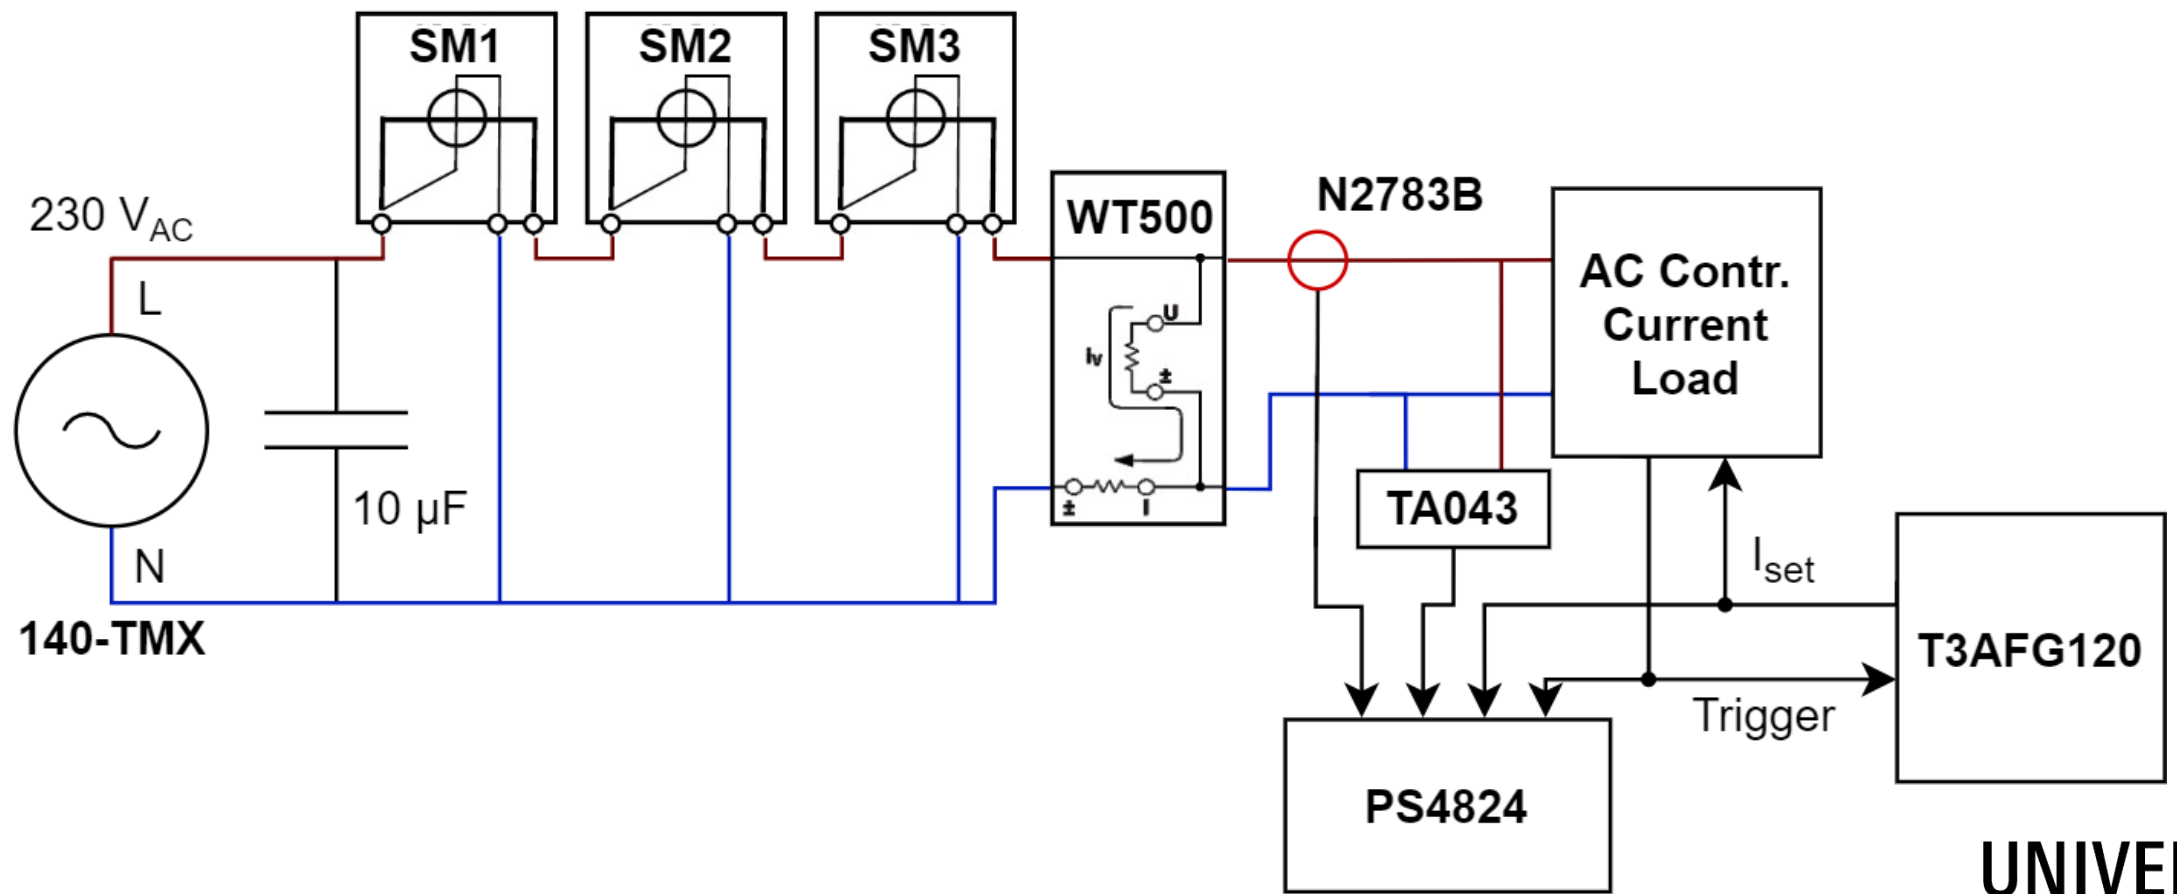 SM1
SM2
SM3
230 VAC
L
N
10 µF
140-TMX
WT500
U
iv
±
±
I
N2783B
AC Contr.
Current
Load
TA043
Iset
T3AFG120
Trigger
PS4824